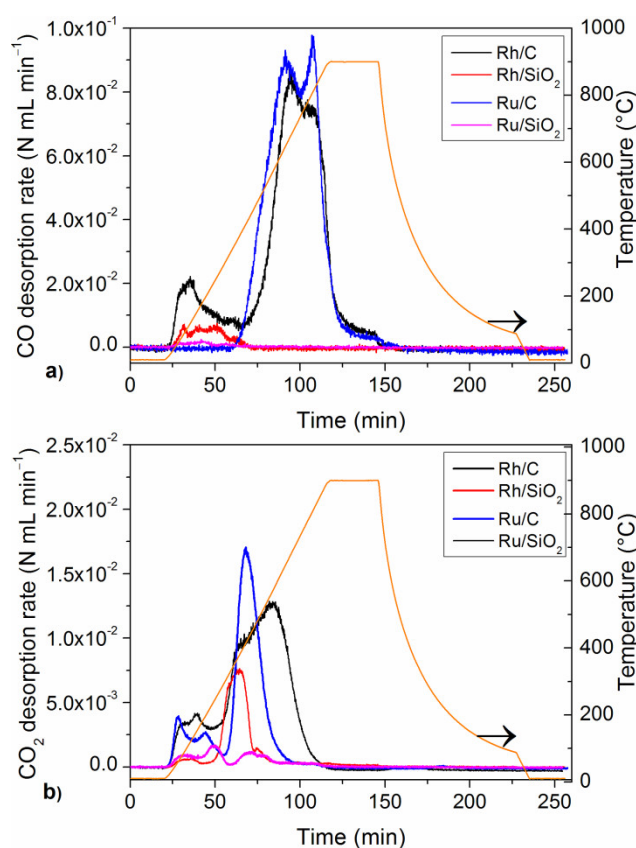 a)
CO desorption rate (N mL min⁻¹)
1.0x10⁻¹
8.0x10⁻²
6.0x10⁻²
4.0x10⁻²
2.0x10⁻²
0.0
Rh/C
Rh/SiO₂
Ru/C
Ru/SiO₂
1000
800
600
400
200
0
Temperature (°C)
0 50 100 150 200 250
Time (min)
b)
CO₂ desorption rate (N mL min⁻¹)
2.5x10⁻²
2.0x10⁻²
1.5x10⁻²
1.0x10⁻²
5.0x10⁻³
0.0
Rh/C
Rh/SiO₂
Ru/C
Ru/SiO₂
1000
800
600
400
200
0
Temperature (°C)
0 50 100 150 200 250
Time (min)